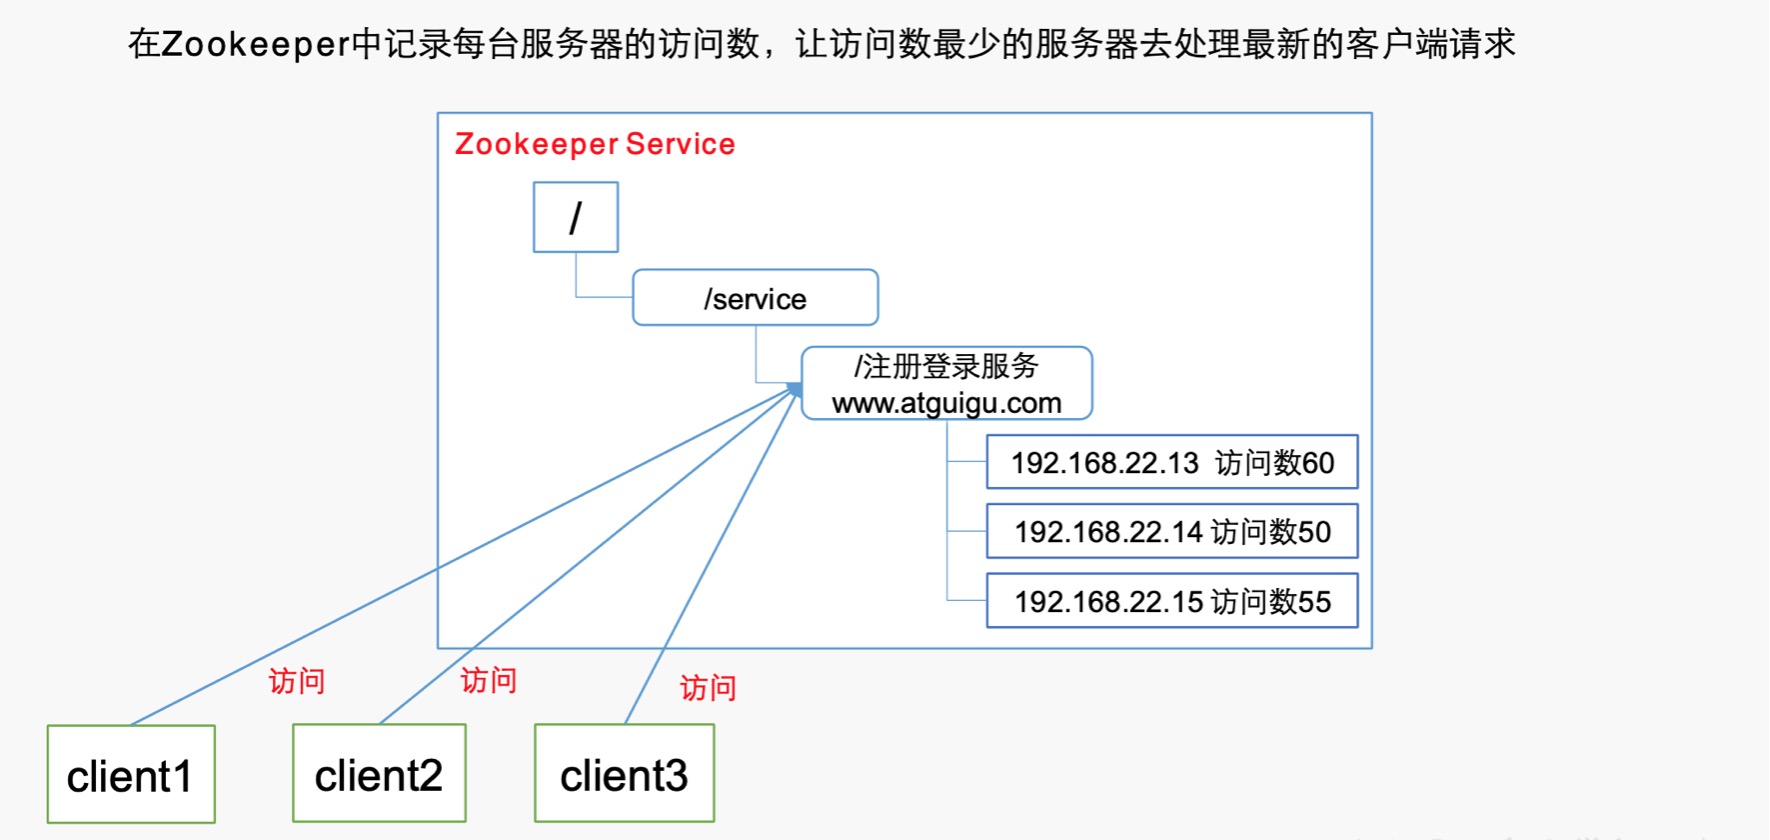 在Zookeeper中记录每台服务器的访问数，让访问数最少的服务器去处理最新的客户端请求
Zookeeper Service
/
/service
/注册登录服务
www.atguigu.com
192.168.22.13 访问数60
192.168.22.14 访问数50
192.168.22.15 访问数55
访问
访问
访问
client1
client2
client3